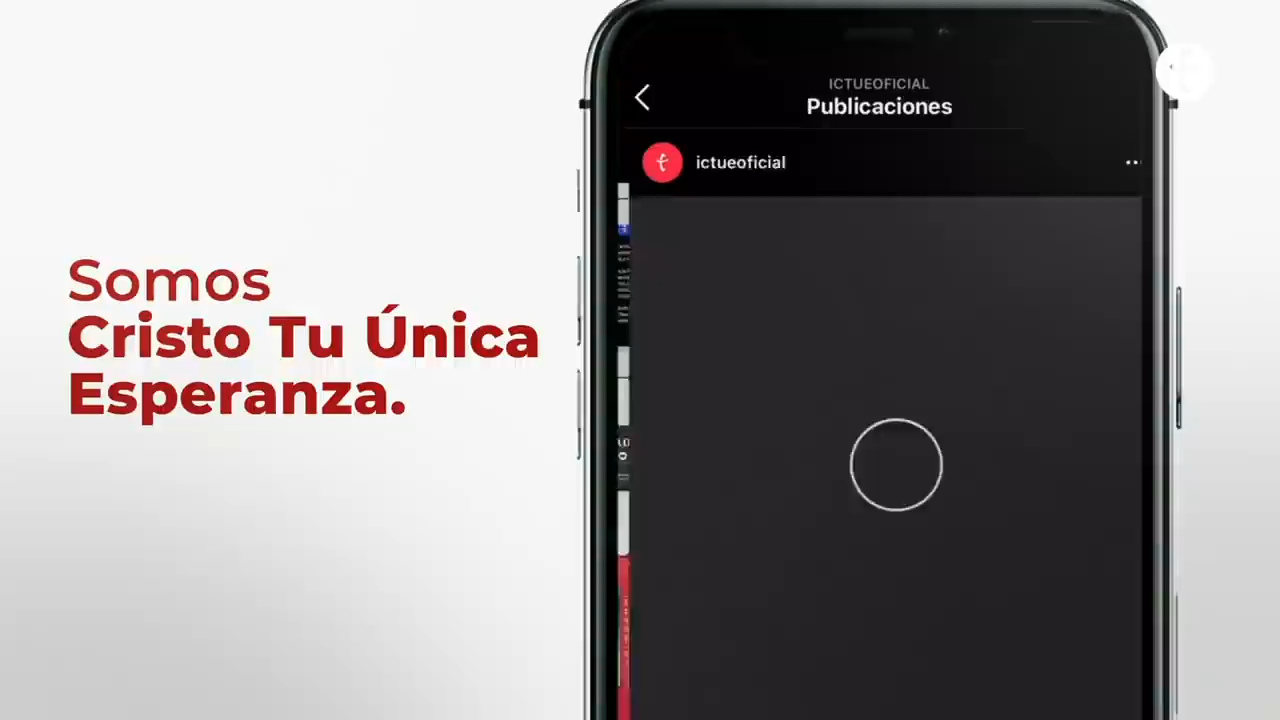 Somos
Cristo Tu Única
Esperanza.
ICTUEOFICIAL
Publicaciones
ictueoficial